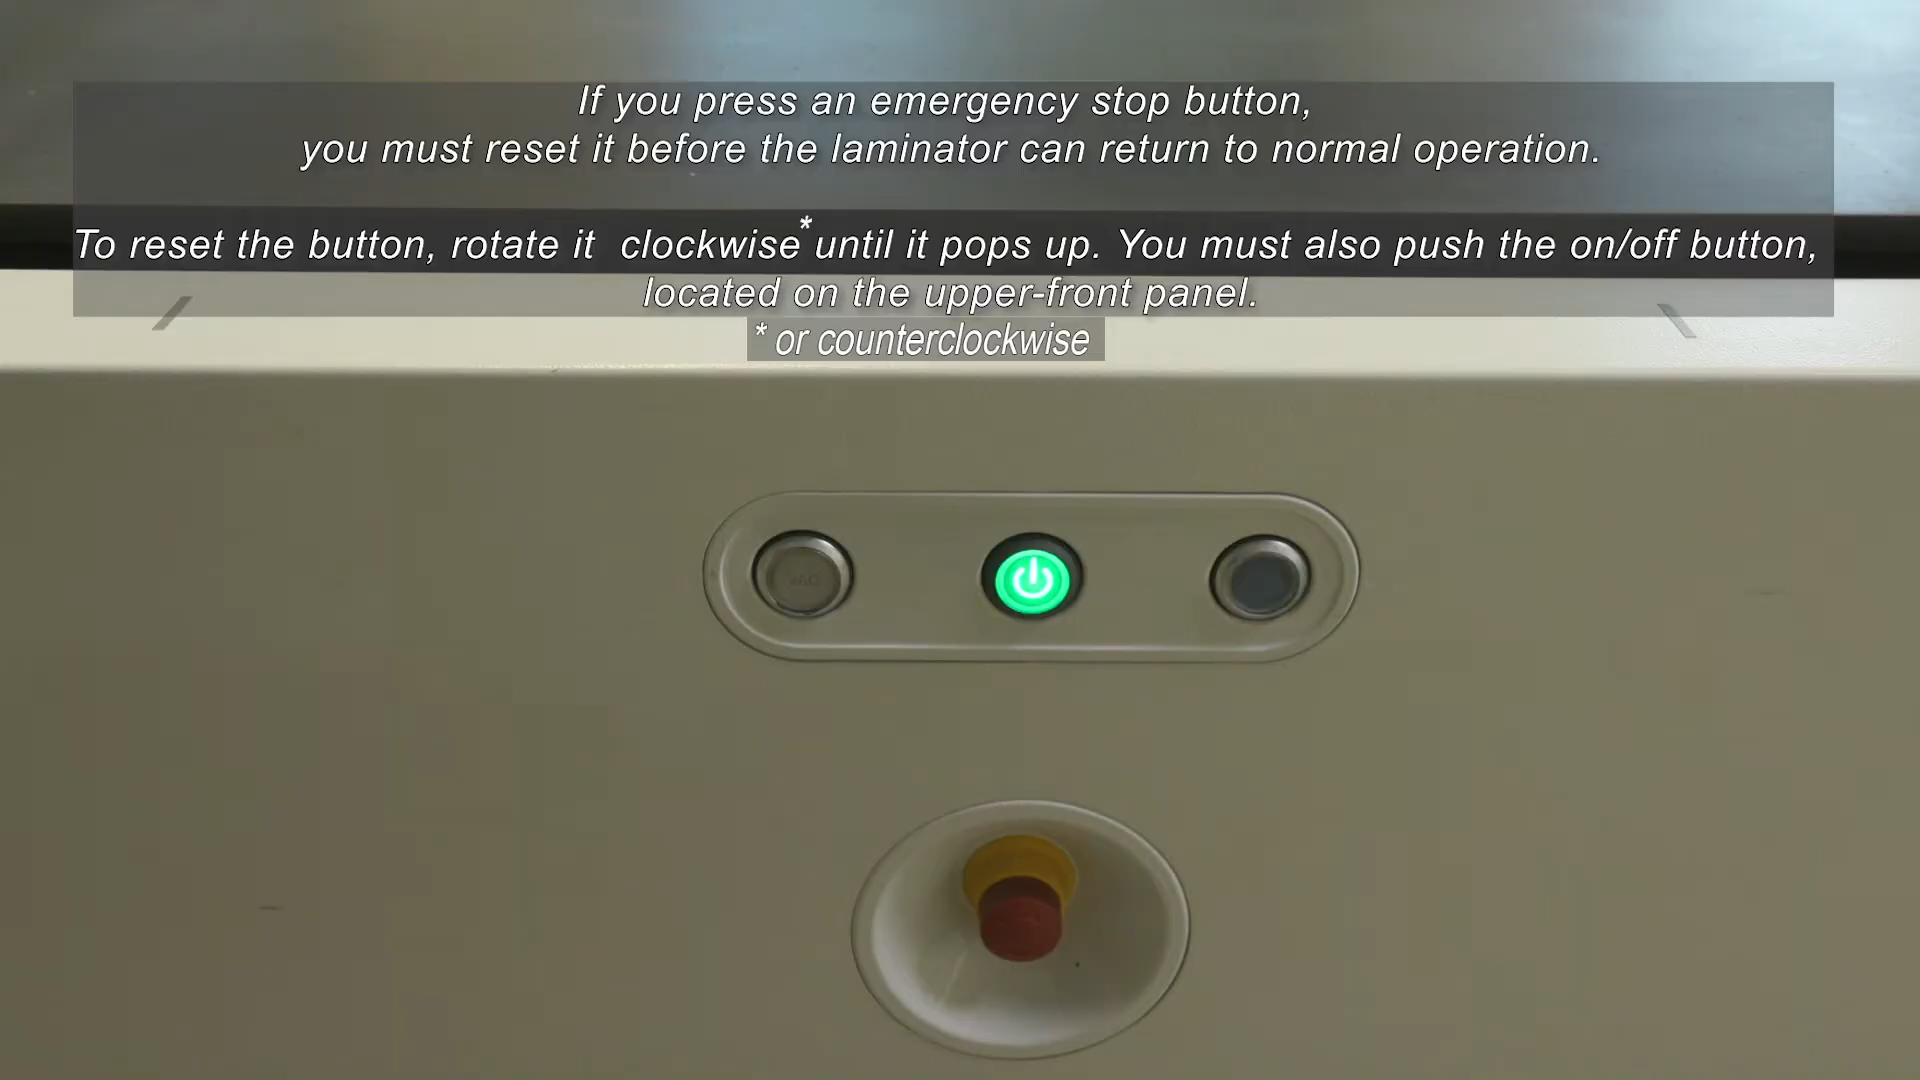 If you press an emergency stop button,
you must reset it before the laminator can return to normal operation.
To reset the button, rotate it clockwise* until it pops up. You must also push the on/off button,
located on the upper-front panel.
* or counterclockwise